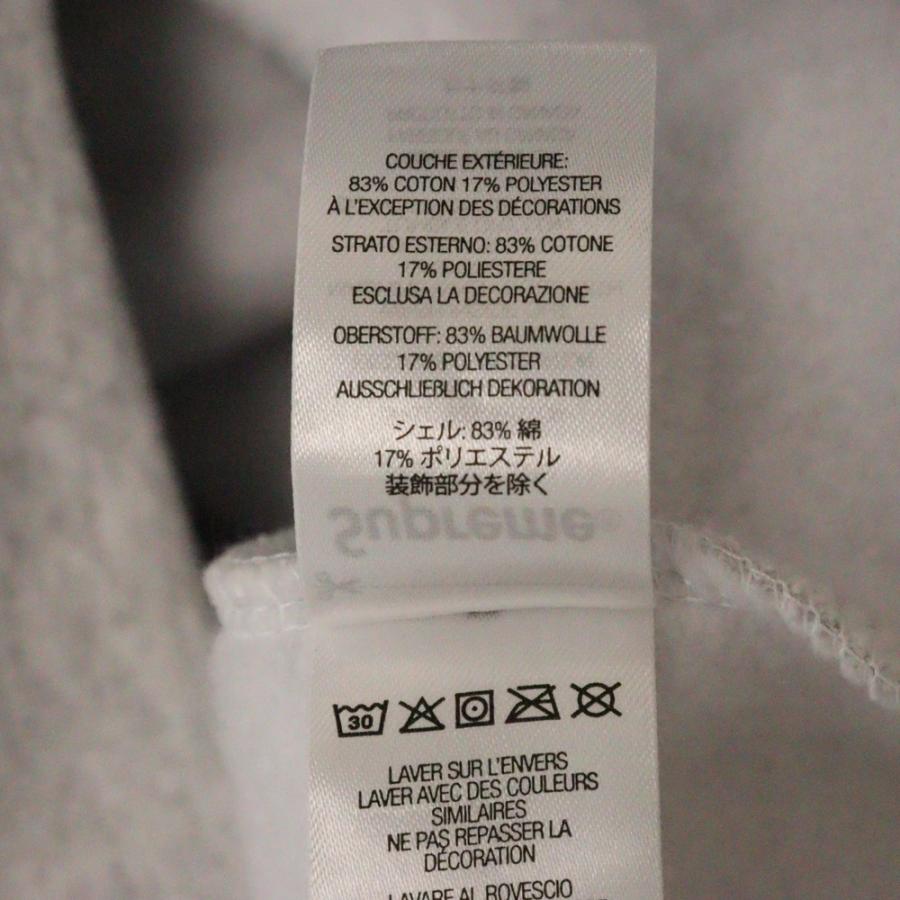 COUCHE EXTÉRIEURE:
83% COTON 17% POLYESTER
À L'EXCEPTION DES DÉCORATIONS
STRATO ESTERNO: 83% COTONE
17% POLIESTERE
ESCLUSA LA DECORAZIONE
OBERSTOFF: 83% BAUMWOLLE
17% POLYESTER
AUSSCHLIEßLICH DEKORATION
シェル: 83% 綿
17% ポリエステル
装飾部分を除く
Supreme®
30
LAVER SUR L'ENVERS
LAVER AVEC DES COULEURS
SIMILAIRES
NE PAS REPASSER LA
DÉCORATION
LAVARE AL ROVESCIO